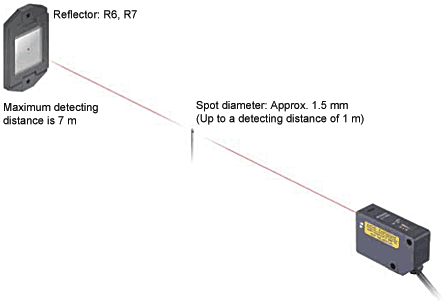 Reflector: R6, R7
Maximum detecting
distance is 7 m
Spot diameter: Approx. 1.5 mm
(Up to a detecting distance of 1 m)